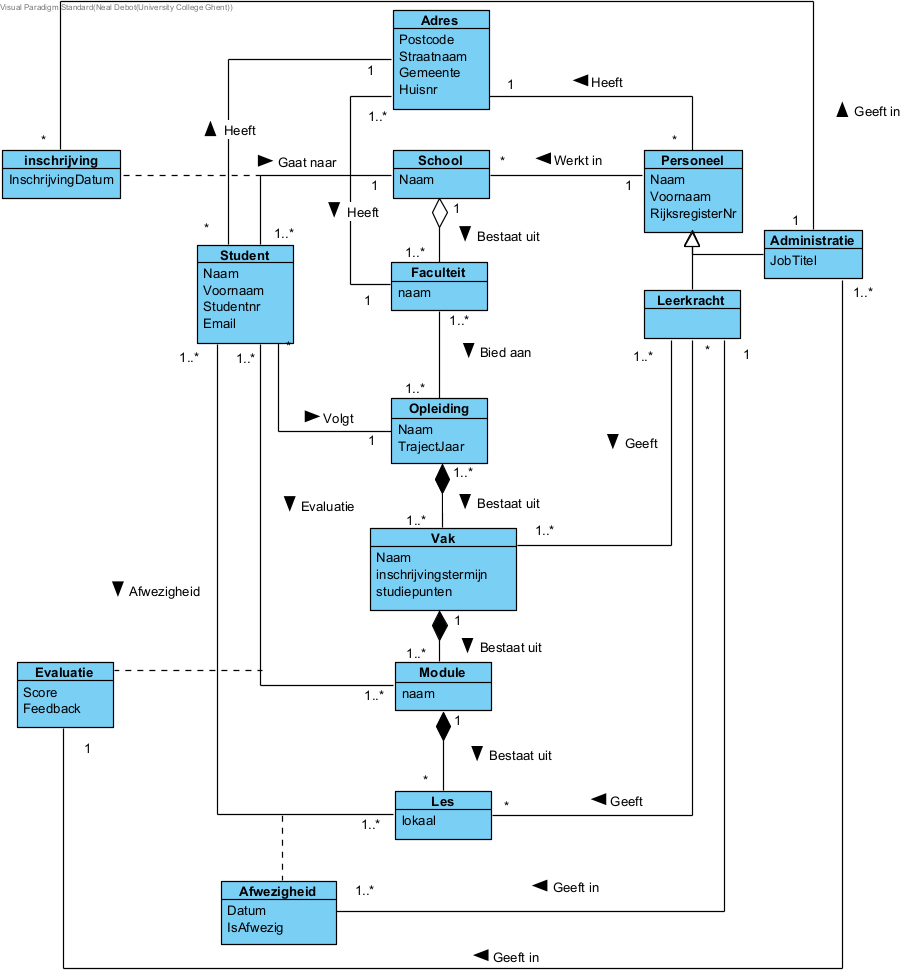 Visual Paradigm Standard(Neal Debot(University College Ghent))
Adres
Postcode
Straatnaam
Gemeente
Huisnr
1
1
1..*
Heeft
Geeft in
*
Heeft
*
inschrijving
InschrijvingDatum
Gaat naar
School
Naam
1
1
*
Werkt in
1
Personeel
Naam
Voornaam
RijksregisterNr
Heeft
*
1..*
Bestaat uit
1..*
1
Administratie
JobTitel
1..*
Student
Naam
Voornaam
Studentnr
Email
Faculteit
naam
1
1..*
Leerkracht
1..*
1..*
*
Bied aan
1..*
*
1
1..*
Opleiding
Naam
TrajectJaar
Volgt
1
Geeft
1..*
Bestaat uit
Evaluatie
1..*
1..*
Vak
Naam
inschrijvingstermijn
studiepunten
Afwezigheid
1
Bestaat uit
1..*
Evaluatie
Score
Feedback
Module
naam
1..*
1
1
Bestaat uit
*
Les
lokaal
*
Geeft
1..*
Afwezigheid
Datum
IsAfwezig
1..*
Geeft in
Geeft in